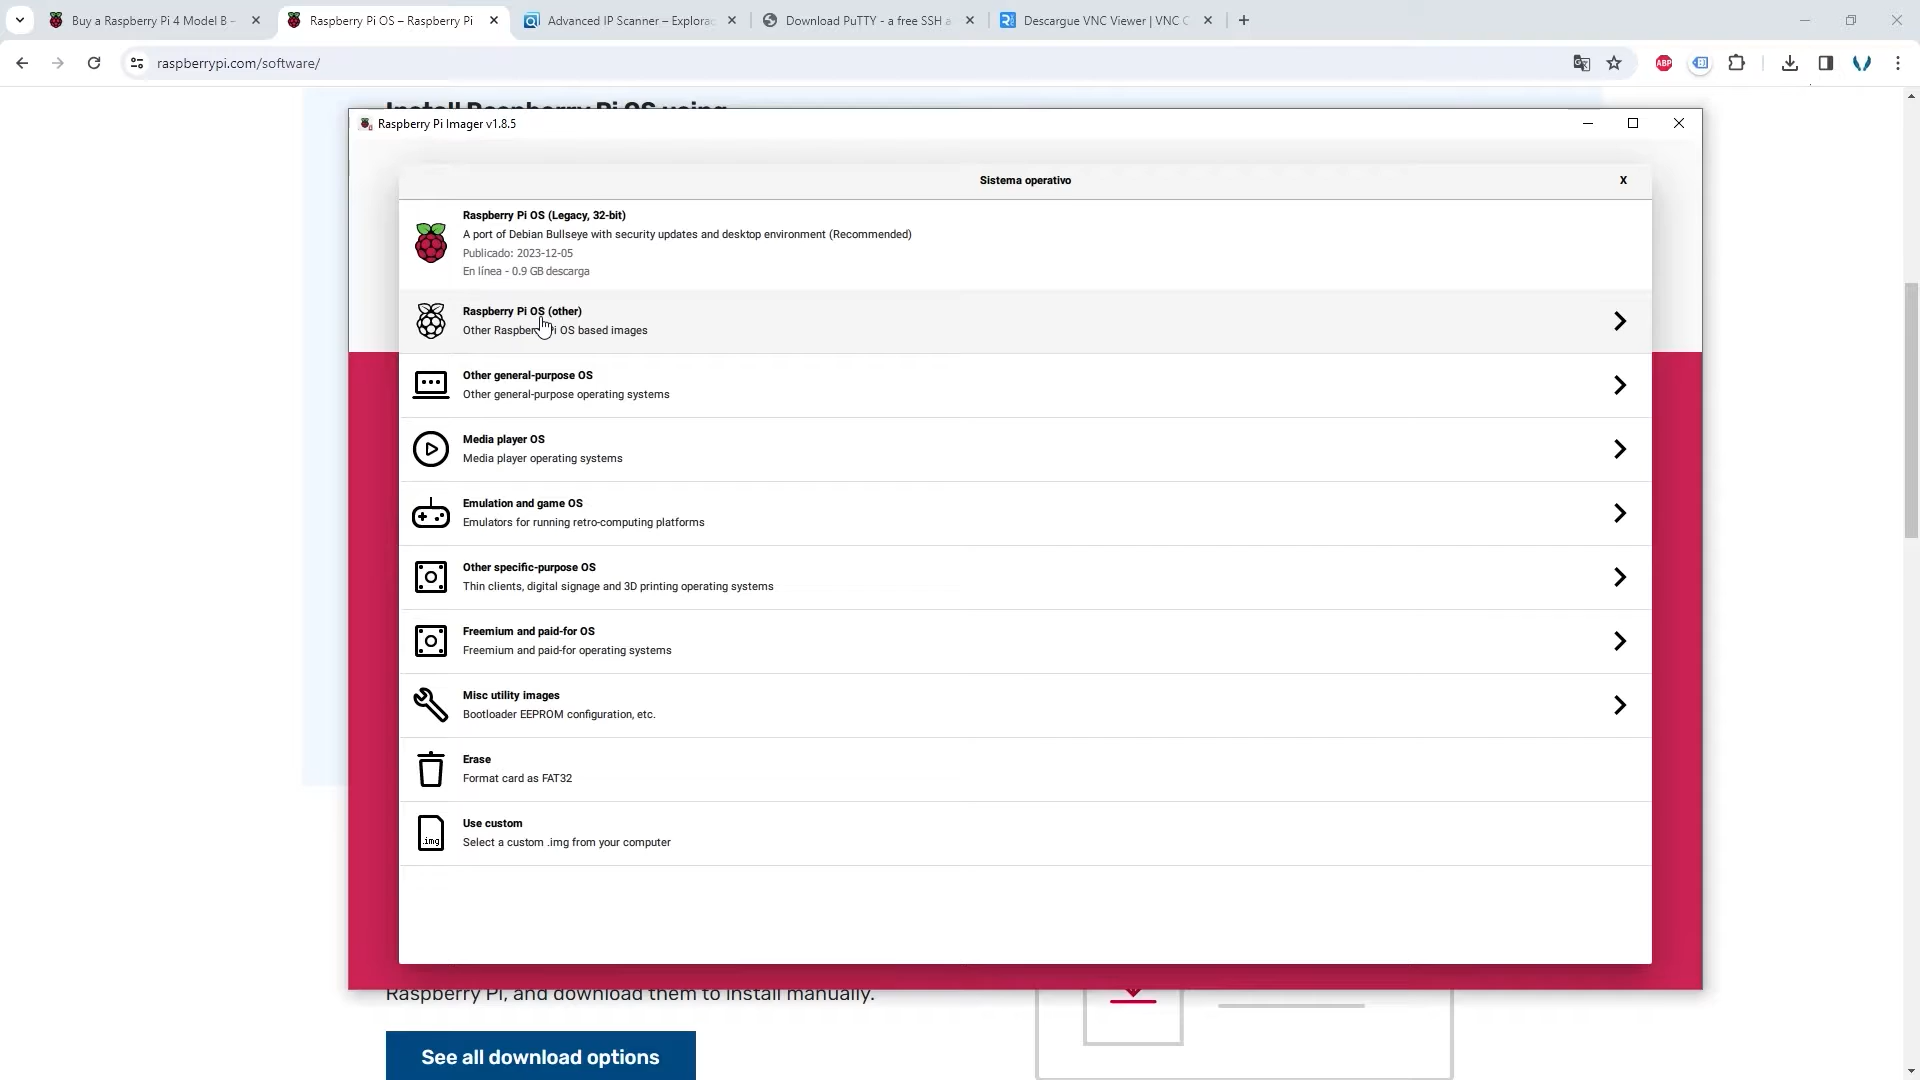 Buy a Raspberry Pi 4 Model B –
Raspberry Pi OS – Raspberry Pi
Advanced IP Scanner – Explorac
Download PuTTY - a free SSH a
Descargue VNC Viewer | VNC C
raspberrypi.com/software/
ABP
Install Raspberry Pi OS using
Raspberry Pi Imager v1.8.5
Sistema operativo
X
Raspberry Pi OS (Legacy, 32-bit)
A port of Debian Bullseye with security updates and desktop environment (Recommended)
Publicado: 2023-12-05
En línea - 0.9 GB descarga
Raspberry Pi OS (other)
Other Raspberry Pi OS based images
Other general-purpose OS
Other general-purpose operating systems
Media player OS
Media player operating systems
Emulation and game OS
Emulators for running retro-computing platforms
Other specific-purpose OS
Thin clients, digital signage and 3D printing operating systems
Freemium and paid-for OS
Freemium and paid-for operating systems
Misc utility images
Bootloader EEPROM configuration, etc.
Erase
Format card as FAT32
.img
Use custom
Select a custom .img from your computer
Raspberry Pi, and download them to install manually.
See all download options